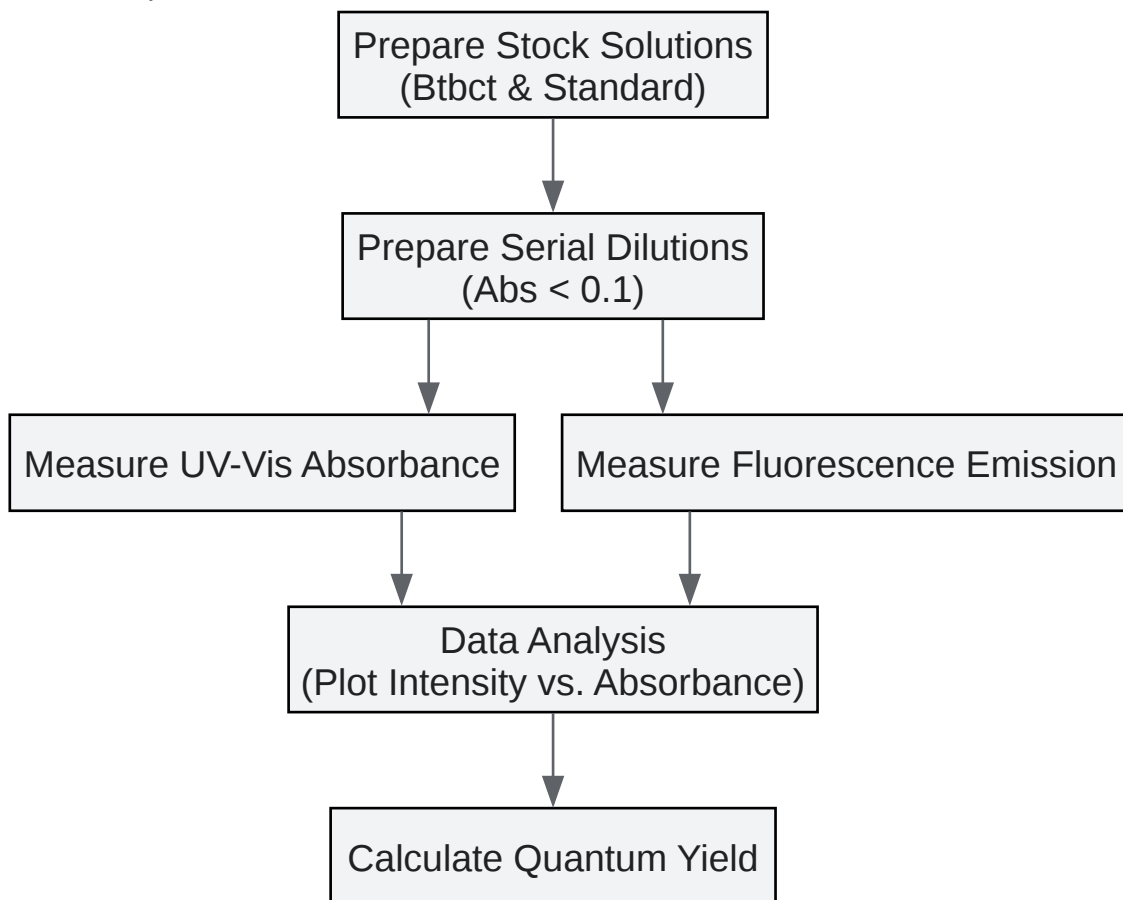 Prepare Stock Solutions
(Btbct & Standard)
Prepare Serial Dilutions
(Abs < 0.1)
Measure UV-Vis Absorbance
Measure Fluorescence Emission
Data Analysis
(Plot Intensity vs. Absorbance)
Calculate Quantum Yield